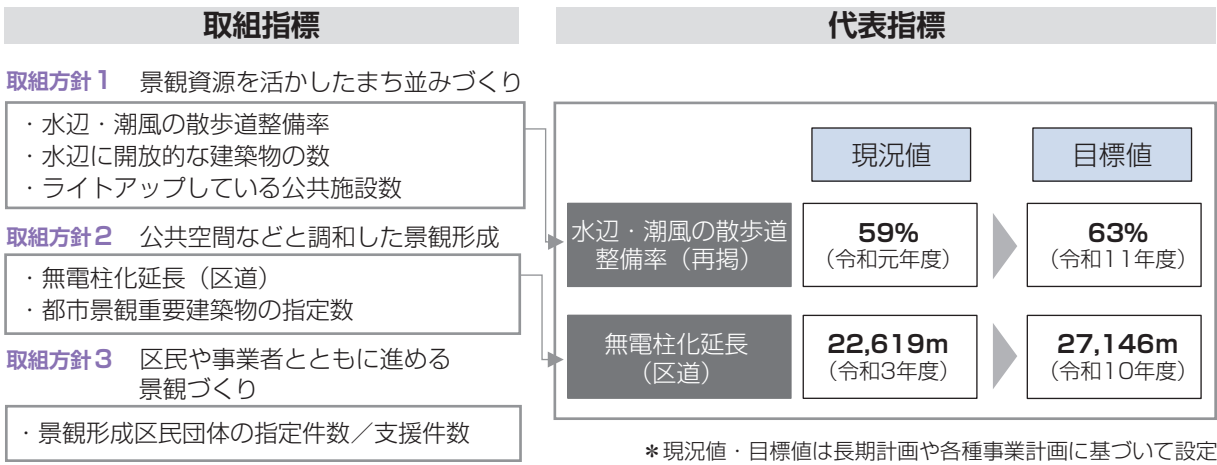 取組指標
取組方針1 景観資源を活かしたまち並みづくり
・水辺・潮風の散歩道整備率
・水辺に開放的な建築物の数
・ライトアップしている公共施設数
取組方針2 公共空間などと調和した景観形成
・無電柱化延長（区道）
・都市景観重要建築物の指定数
取組方針3 区民や事業者とともに進める
景観づくり
・景観形成区民団体の指定件数／支援件数
代表指標
現況値 目標値
水辺・潮風の散歩道
整備率（再掲）
59%
（令和元年度）
63%
（令和11年度）
無電柱化延長
（区道）
22,619m
（令和3年度）
27,146m
（令和10年度）
＊現況値・目標値は長期計画や各種事業計画に基づいて設定